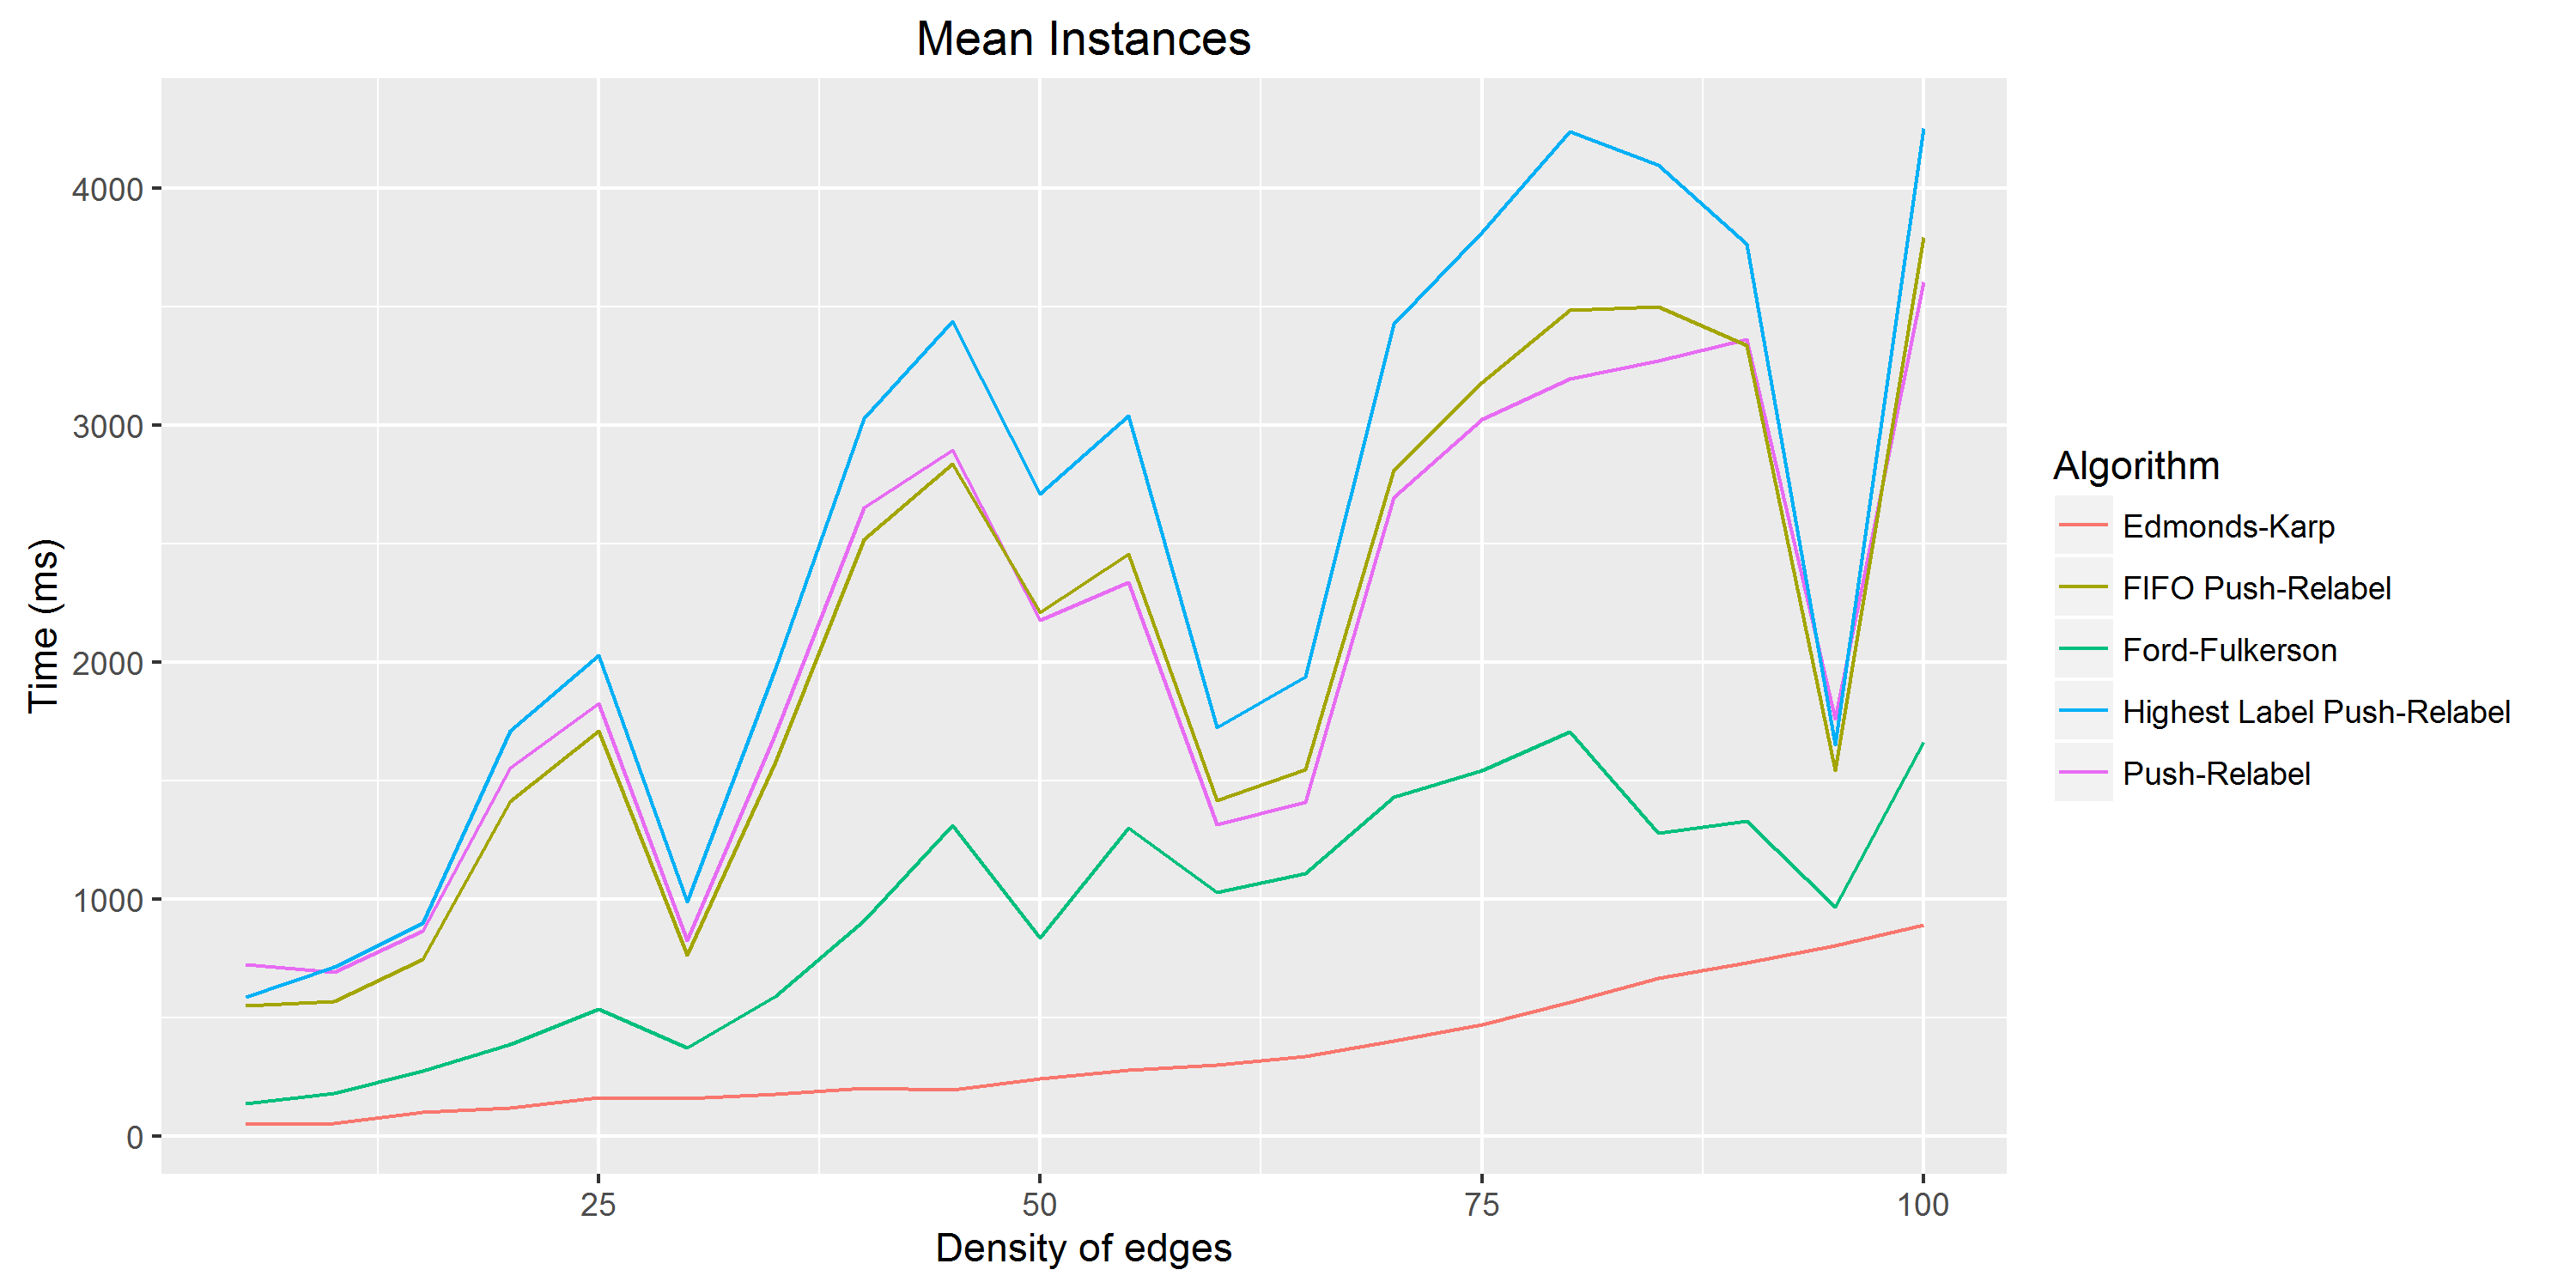 Mean Instances
Time (ms)
4000
3000
2000
1000
0
25
50
75
100
Density of edges
Algorithm
Edmonds-Karp
FIFO Push-Relabel
Ford-Fulkerson
Highest Label Push-Relabel
Push-Relabel